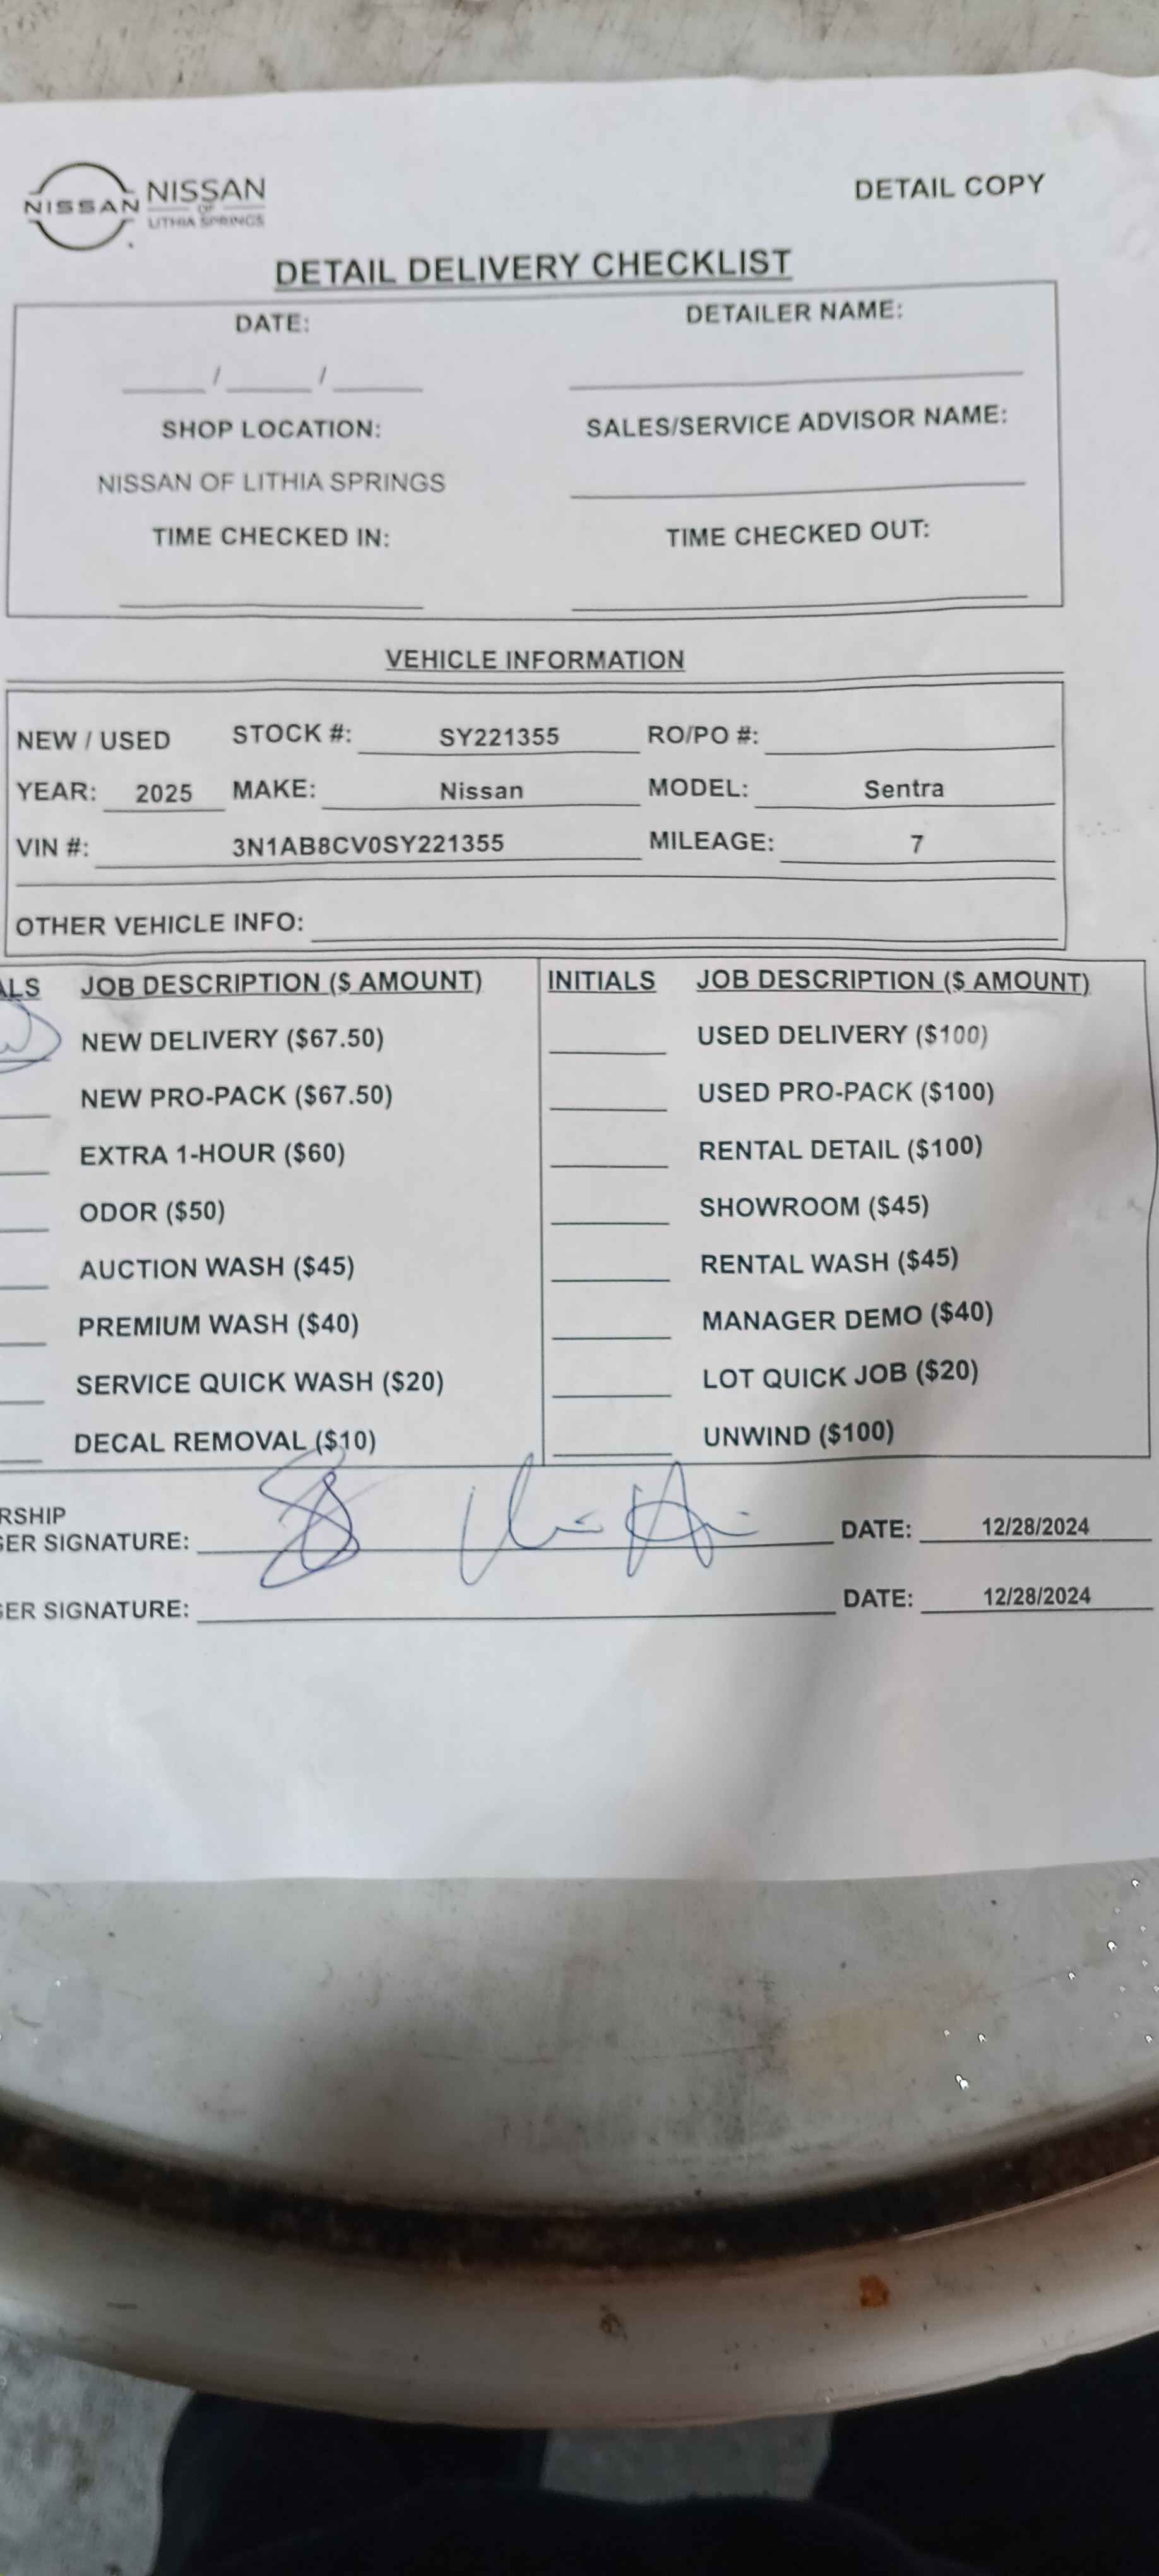 NISSAN NISSAN
OF
LITHIA SPRINGS
DETAIL COPY
DETAIL DELIVERY CHECKLIST
DATE: DETAILER NAME:
____ / ____ / ____
SHOP LOCATION: SALES/SERVICE ADVISOR NAME:
NISSAN OF LITHIA SPRINGS
TIME CHECKED IN: TIME CHECKED OUT:
VEHICLE INFORMATION
NEW / USED STOCK #: SY221355 RO/PO #:
YEAR: 2025 MAKE: Nissan MODEL: Sentra
VIN #: 3N1AB8CV0SY221355 MILEAGE: 7
OTHER VEHICLE INFO:
ALS JOB DESCRIPTION ($ AMOUNT) INITIALS JOB DESCRIPTION ($ AMOUNT)
NEW DELIVERY ($67.50) USED DELIVERY ($100)
NEW PRO-PACK ($67.50) USED PRO-PACK ($100)
EXTRA 1-HOUR ($60) RENTAL DETAIL ($100)
ODOR ($50) SHOWROOM ($45)
AUCTION WASH ($45) RENTAL WASH ($45)
PREMIUM WASH ($40) MANAGER DEMO ($40)
SERVICE QUICK WASH ($20) LOT QUICK JOB ($20)
DECAL REMOVAL ($10) UNWIND ($100)
RSHIP
GER SIGNATURE: DATE: 12/28/2024
GER SIGNATURE: DATE: 12/28/2024